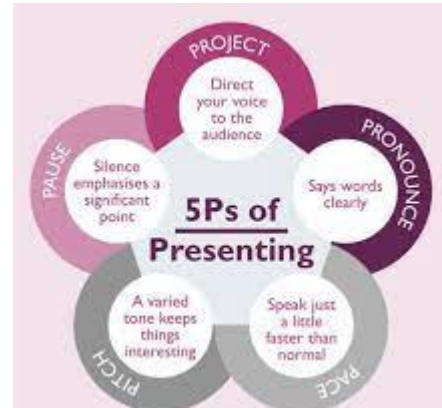 PROJECT
Direct
your voice to
the audience
PRONOUNCE
Says words
clearly
PACE
Speak just
a little
faster than
normal
PITCH
A varied
tone keeps
things
interesting
PAUSE
Silence
emphasises a
significant
point
5Ps of
Presenting